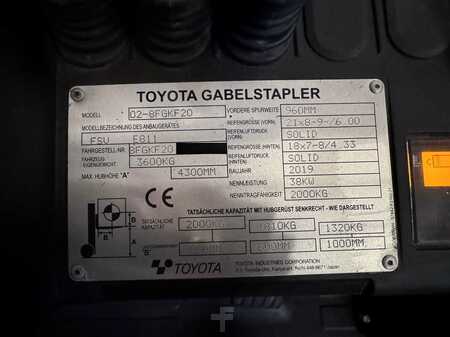 TOYOTA GABELSTAPLER
MODELL 02-8FGKF20
MODELLBEZEICHNUNG DES ANBAUGERÄTES
FSV E811
FAHRGESTELL-NR. 8FGKF20
FAHRZEUG EIGENGEWICHT 3600KG
MAX. HUBHÖHE "A" 4300MM
VORDERE SPURWEITE 960MM
REIFENGRÖSSE (VORN) 21x8-9-/6.00
REIFENLUFTDRUCK (VORN) SOLID
REIFENGRÖSSE (HINTEN) 18x7-8/4.33
REIFENLUFTDRUCK (HINTEN) SOLID
BAUJAHR 2019
NENNLEISTUNG 38KW
NENNTRAGFÄHIGKEIT 2000KG
CE
TATSÄCHLICHE KAPAZITÄT MIT HUBGERÜST SENKRECHT - WIE DARGESTELLT
TATSÄCHLICHE KAPAZITÄT 2000KG 1320KG
B
A
B
1000MM
TOYOTA
TOYOTA INDUSTRIES CORPORATION